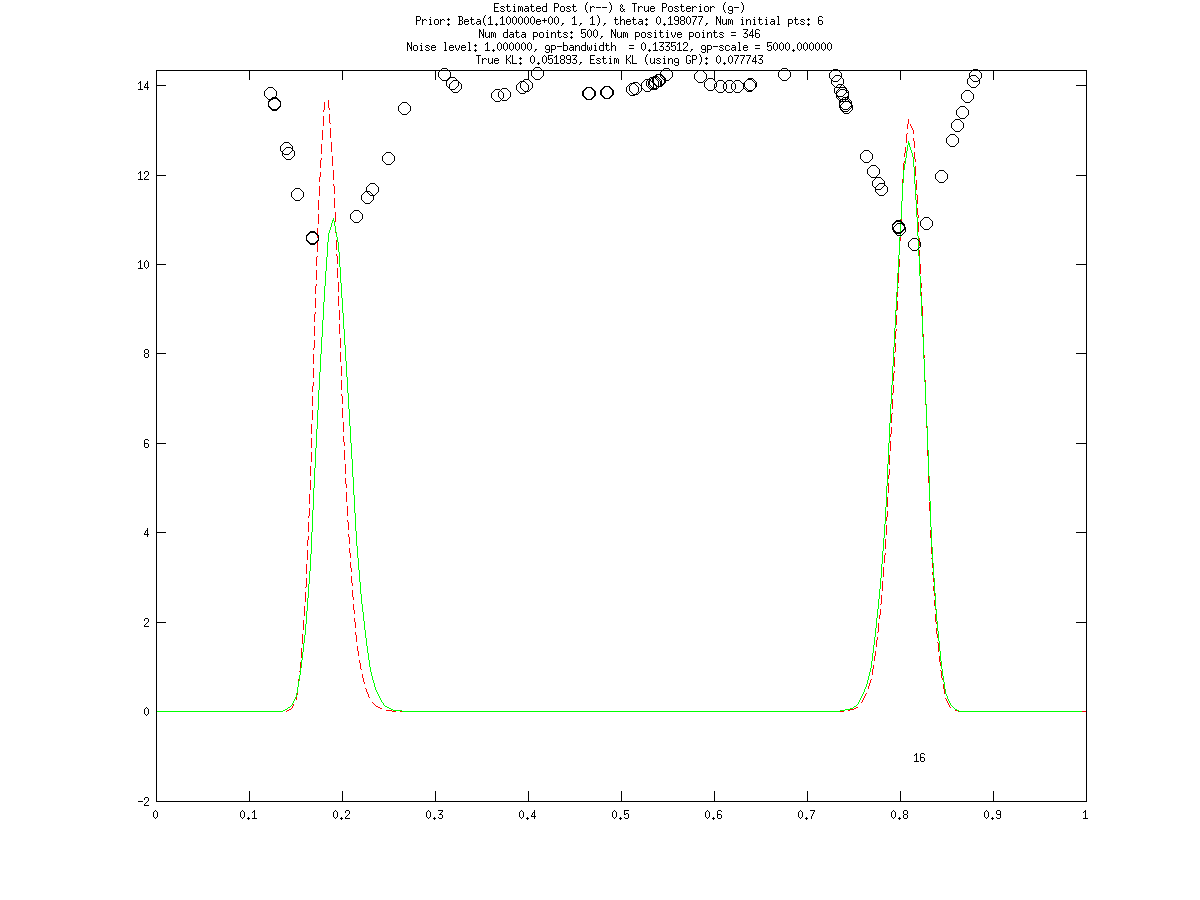 Estimated Post (r--) & True Posterior (g-)
Prior: Beta(1.100000e+00, 1, 1), theta: 0.198077, Num initial pts: 6
Num data points: 500, Num positive points = 346
Noise level: 1.000000, gp-bandwidth  = 0.133512, gp-scale = 5000.000000
True KL: 0.051893, Estim KL (using GP): 0.077743
14
12
10
8
6
4
2
0
16
-2
0 0.1 0.2 0.3 0.4 0.5 0.6 0.7 0.8 0.9 1